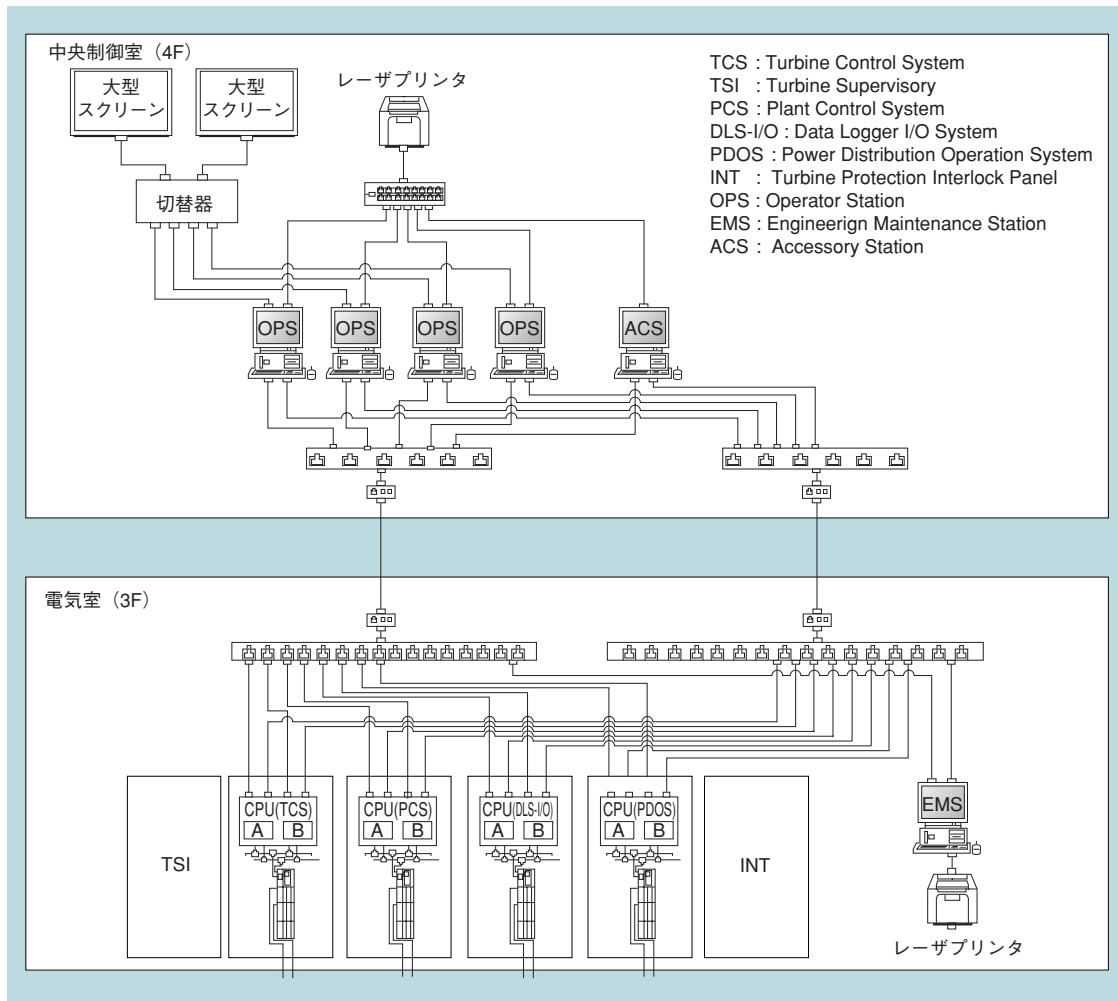 中央制御室（4F）
大型
スクリーン
大型
スクリーン
レーザプリンタ
TCS : Turbine Control System
TSI : Turbine Supervisory
PCS : Plant Control System
DLS-I/O : Data Logger I/O System
PDOS : Power Distribution Operation System
INT : Turbine Protection Interlock Panel
OPS : Operator Station
EMS : Engineerign Maintenance Station
ACS : Accessory Station
切替器
OPS
OPS
OPS
OPS
ACS
電気室（3F）
TSI
CPU(TCS)
A
B
CPU(PCS)
A
B
CPU(DLS-I/O)
A
B
CPU(PDOS)
A
B
INT
EMS
レーザプリンタ